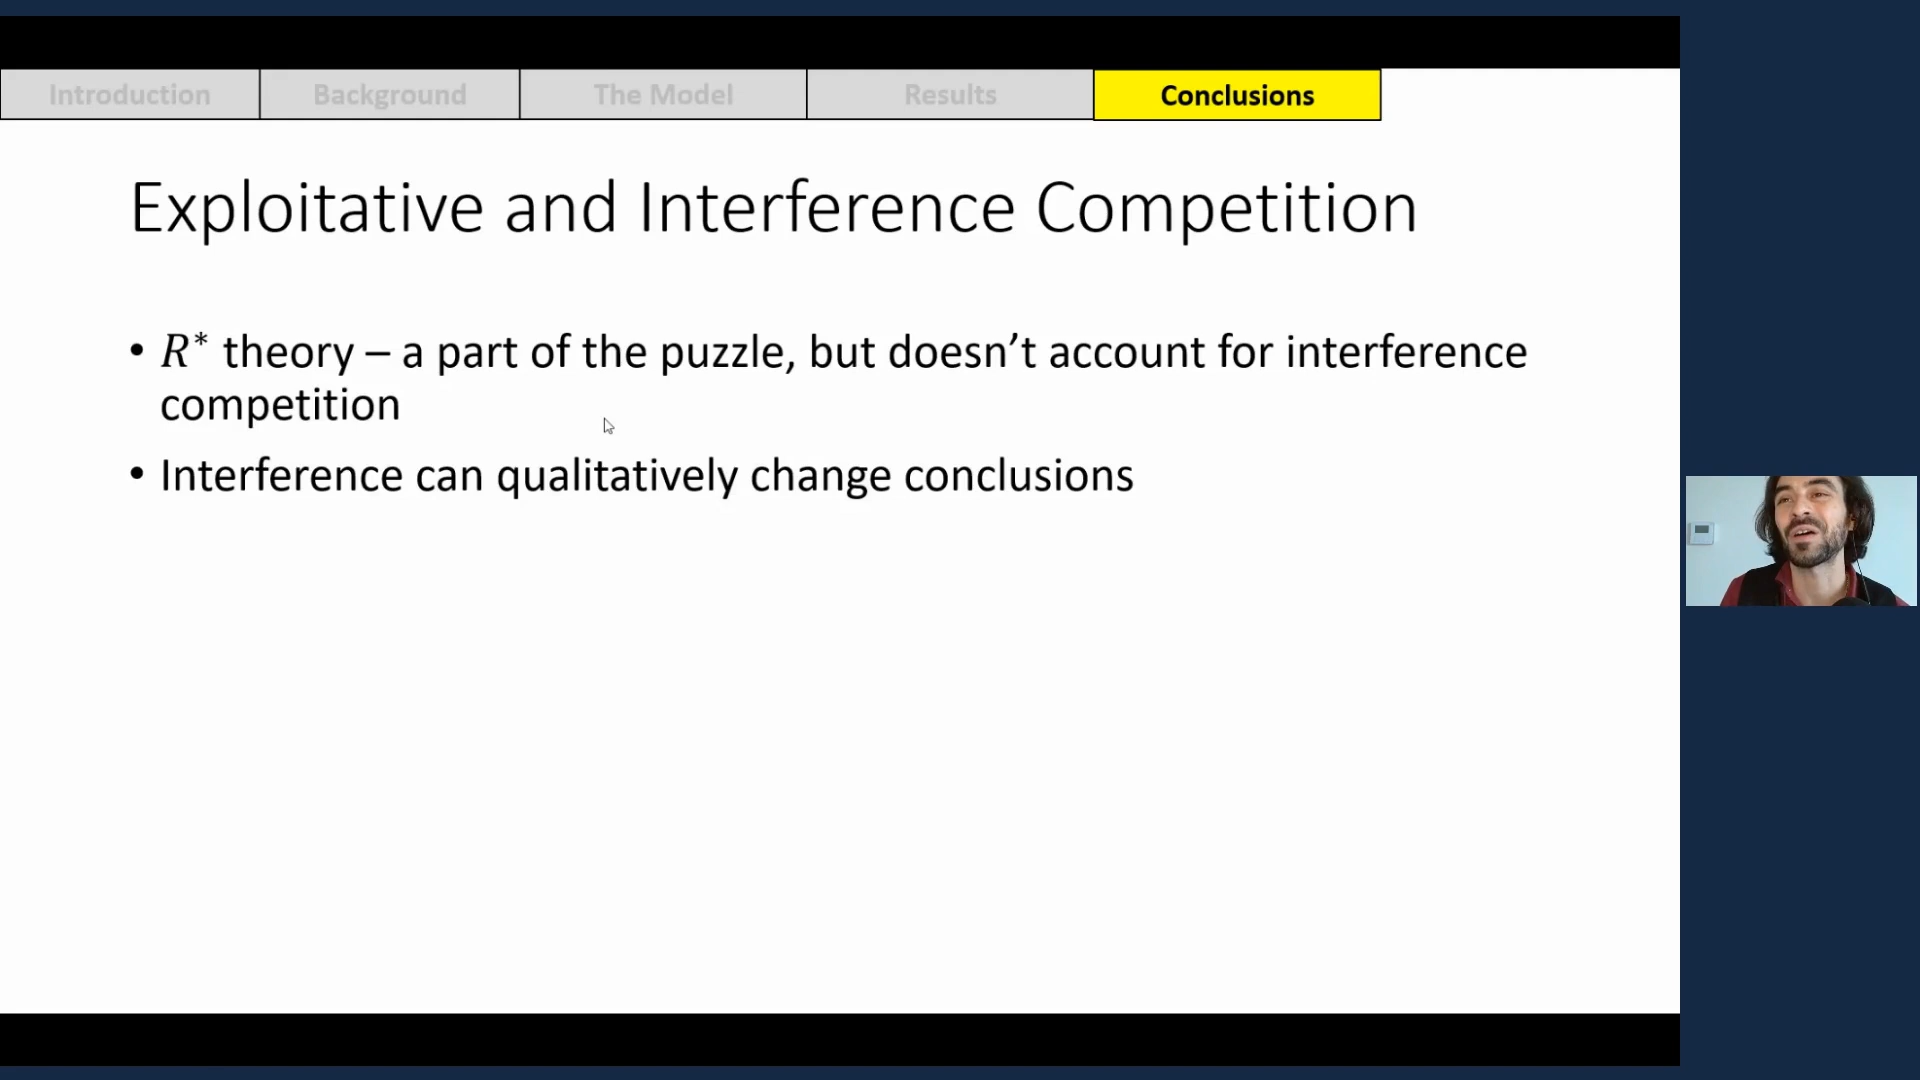 Introduction
Background
The Model
Results
Conclusions
Exploitative and Interference Competition
• R* theory – a part of the puzzle, but doesn’t account for interference
competition
• Interference can qualitatively change conclusions